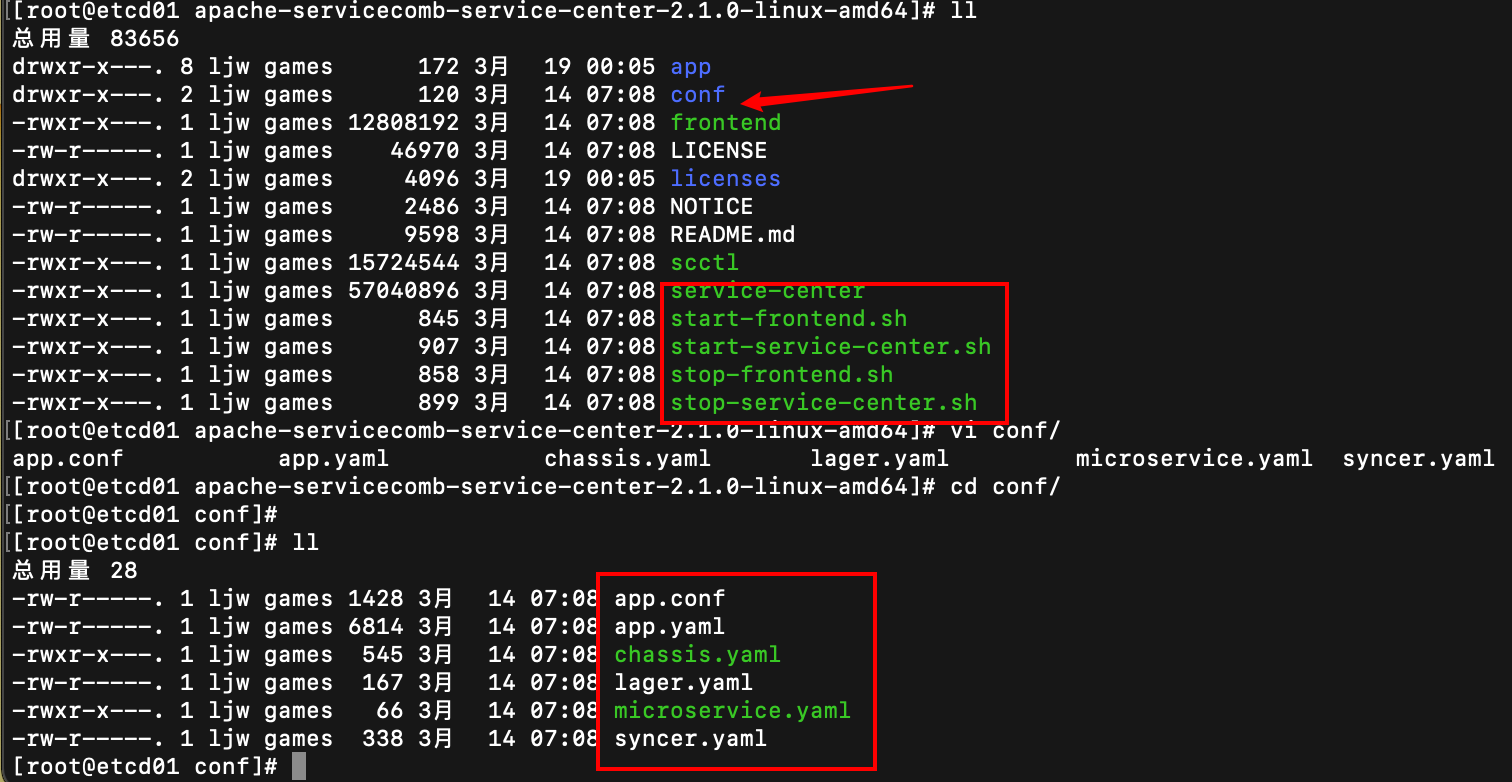 [[root@etcd01 apache-servicecomb-service-center-2.1.0-linux-amd64]# ll
总用量 83656
drwxr-x---. 8 ljw games      172 3月   19 00:05 app
drwxr-x---. 2 ljw games      120 3月   14 07:08 conf
-rwxr-x---. 1 ljw games 12808192 3月   14 07:08 frontend
-rw-r-----. 1 ljw games    46970 3月   14 07:08 LICENSE
drwxr-x---. 2 ljw games     4096 3月   19 00:05 licenses
-rw-r-----. 1 ljw games     2486 3月   14 07:08 NOTICE
-rw-r-----. 1 ljw games     9598 3月   14 07:08 README.md
-rwxr-x---. 1 ljw games 15724544 3月   14 07:08 scctl
-rwxr-x---. 1 ljw games 57040896 3月   14 07:08 service-center
-rwxr-x---. 1 ljw games      845 3月   14 07:08 start-frontend.sh
-rwxr-x---. 1 ljw games      907 3月   14 07:08 start-service-center.sh
-rwxr-x---. 1 ljw games      858 3月   14 07:08 stop-frontend.sh
-rwxr-x---. 1 ljw games      899 3月   14 07:08 stop-service-center.sh
[[root@etcd01 apache-servicecomb-service-center-2.1.0-linux-amd64]# vi conf/
app.conf           app.yaml           chassis.yaml       lager.yaml         microservice.yaml  syncer.yaml
[[root@etcd01 apache-servicecomb-service-center-2.1.0-linux-amd64]# cd conf/
[[root@etcd01 conf]#
[[root@etcd01 conf]# ll
总用量 28
-rw-r-----. 1 ljw games 1428 3月   14 07:08 app.conf
-rw-r-----. 1 ljw games 6814 3月   14 07:08 app.yaml
-rwxr-x---. 1 ljw games  545 3月   14 07:08 chassis.yaml
-rw-r-----. 1 ljw games  167 3月   14 07:08 lager.yaml
-rwxr-x---. 1 ljw games   66 3月   14 07:08 microservice.yaml
-rw-r-----. 1 ljw games  338 3月   14 07:08 syncer.yaml
[root@etcd01 conf]#